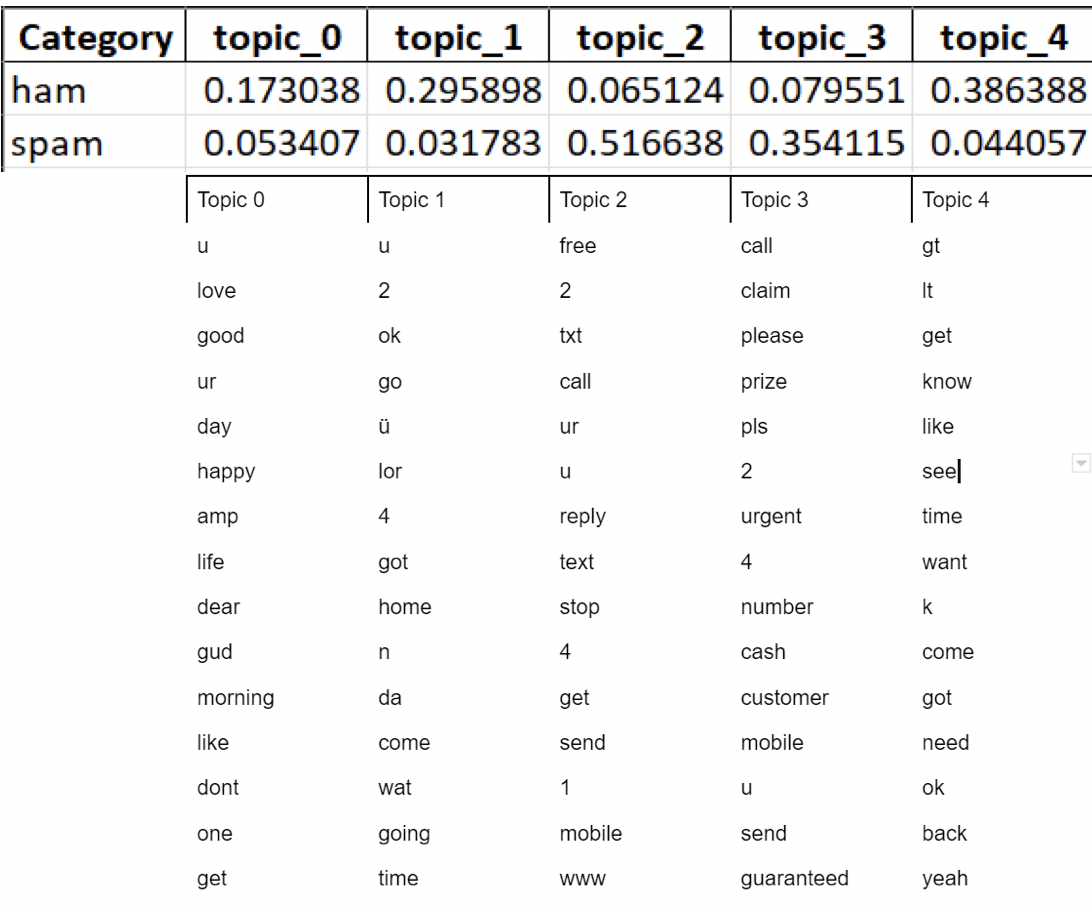 Category topic_0 topic_1 topic_2 topic_3 topic_4
ham 0.173038 0.295898 0.065124 0.079551 0.386388
spam 0.053407 0.031783 0.516638 0.354115 0.044057
Topic 0 Topic 1 Topic 2 Topic 3 Topic 4
u u free call gt
love 2 2 claim lt
good ok txt please get
ur go call prize know
day ü ur pls like
happy lor u 2 see
amp 4 reply urgent time
life got text 4 want
dear home stop number k
gud n 4 cash come
morning da get customer got
like come send mobile need
dont wat 1 u ok
one going mobile send back
get time www guaranteed yeah